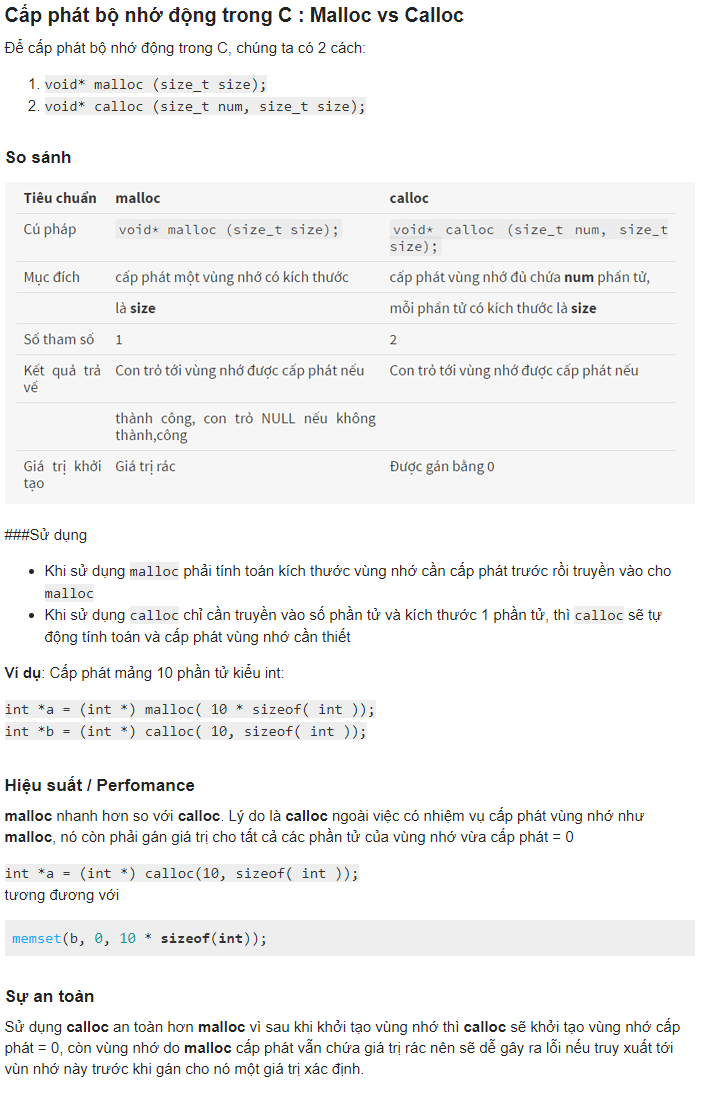 Cấp phát bộ nhớ động trong C : Malloc vs Calloc
Để cấp phát bộ nhớ động trong C, chúng ta có 2 cách:
1. void* malloc (size_t size);
2. void* calloc (size_t num, size_t size);
So sánh
Tiêu chuẩn malloc calloc
Cú pháp void* malloc (size_t size); void* calloc (size_t num, size_t
size);
Mục đích cấp phát một vùng nhớ có kích thước cấp phát vùng nhớ đủ chứa num phần tử,
là size mỗi phần tử có kích thước là size
Số tham số 1 2
Kết quả trả Con trỏ tới vùng nhớ được cấp phát nếu Con trỏ tới vùng nhớ được cấp phát nếu
về
thành công, con trỏ NULL nếu không
thành,công
Giá trị khởi Giá trị rác Được gán bằng 0
tạo
###Sử dụng
• Khi sử dụng malloc phải tính toán kích thước vùng nhớ cần cấp phát trước rồi truyền vào cho
malloc
• Khi sử dụng calloc chỉ cần truyền vào số phần tử và kích thước 1 phần tử, thì calloc sẽ tự
động tính toán và cấp phát vùng nhớ cần thiết
Ví dụ: Cấp phát mảng 10 phần tử kiểu int:
int *a = (int *) malloc( 10 * sizeof( int ));
int *b = (int *) calloc( 10, sizeof( int ));
Hiệu suất / Perfomance
malloc nhanh hơn so với calloc. Lý do là calloc ngoài việc có nhiệm vụ cấp phát vùng nhớ như
malloc, nó còn phải gán giá trị cho tất cả các phần tử của vùng nhớ vừa cấp phát = 0
int *a = (int *) calloc(10, sizeof( int ));
tương đương với
memset(b, 0, 10 * sizeof(int));
Sự an toàn
Sử dụng calloc an toàn hơn malloc vì sau khi khởi tạo vùng nhớ thì calloc sẽ khởi tạo vùng nhớ cấp
phát = 0, còn vùng nhớ do malloc cấp phát vẫn chứa giá trị rác nên sẽ dễ gây ra lỗi nếu truy xuất tới
vùn nhớ này trước khi gán cho nó một giá trị xác định.